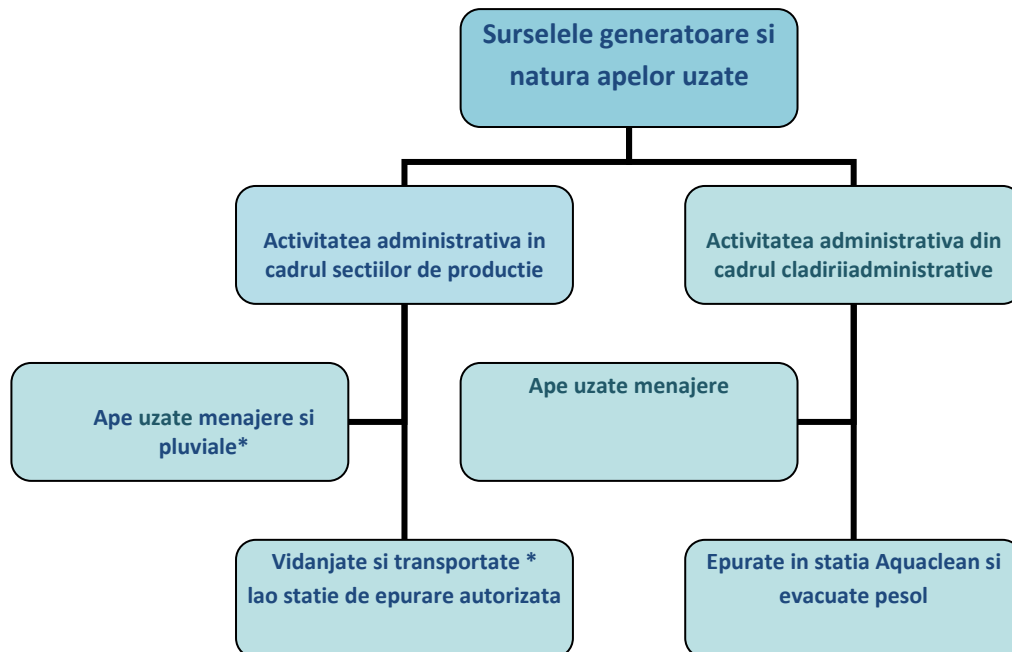 Surselele generatoare si
natura apelor uzate
Activitatea administrativa in
cadrul sectiilor de productie
Activitatea administrativa din
cadrul cladiriiadministrative
Ape uzate menajere si
pluviale*
Ape uzate menajere
Vidanjate si transportate *
lao statie de epurare autorizata
Epurate in statia Aquaclean si
evacuate pesol